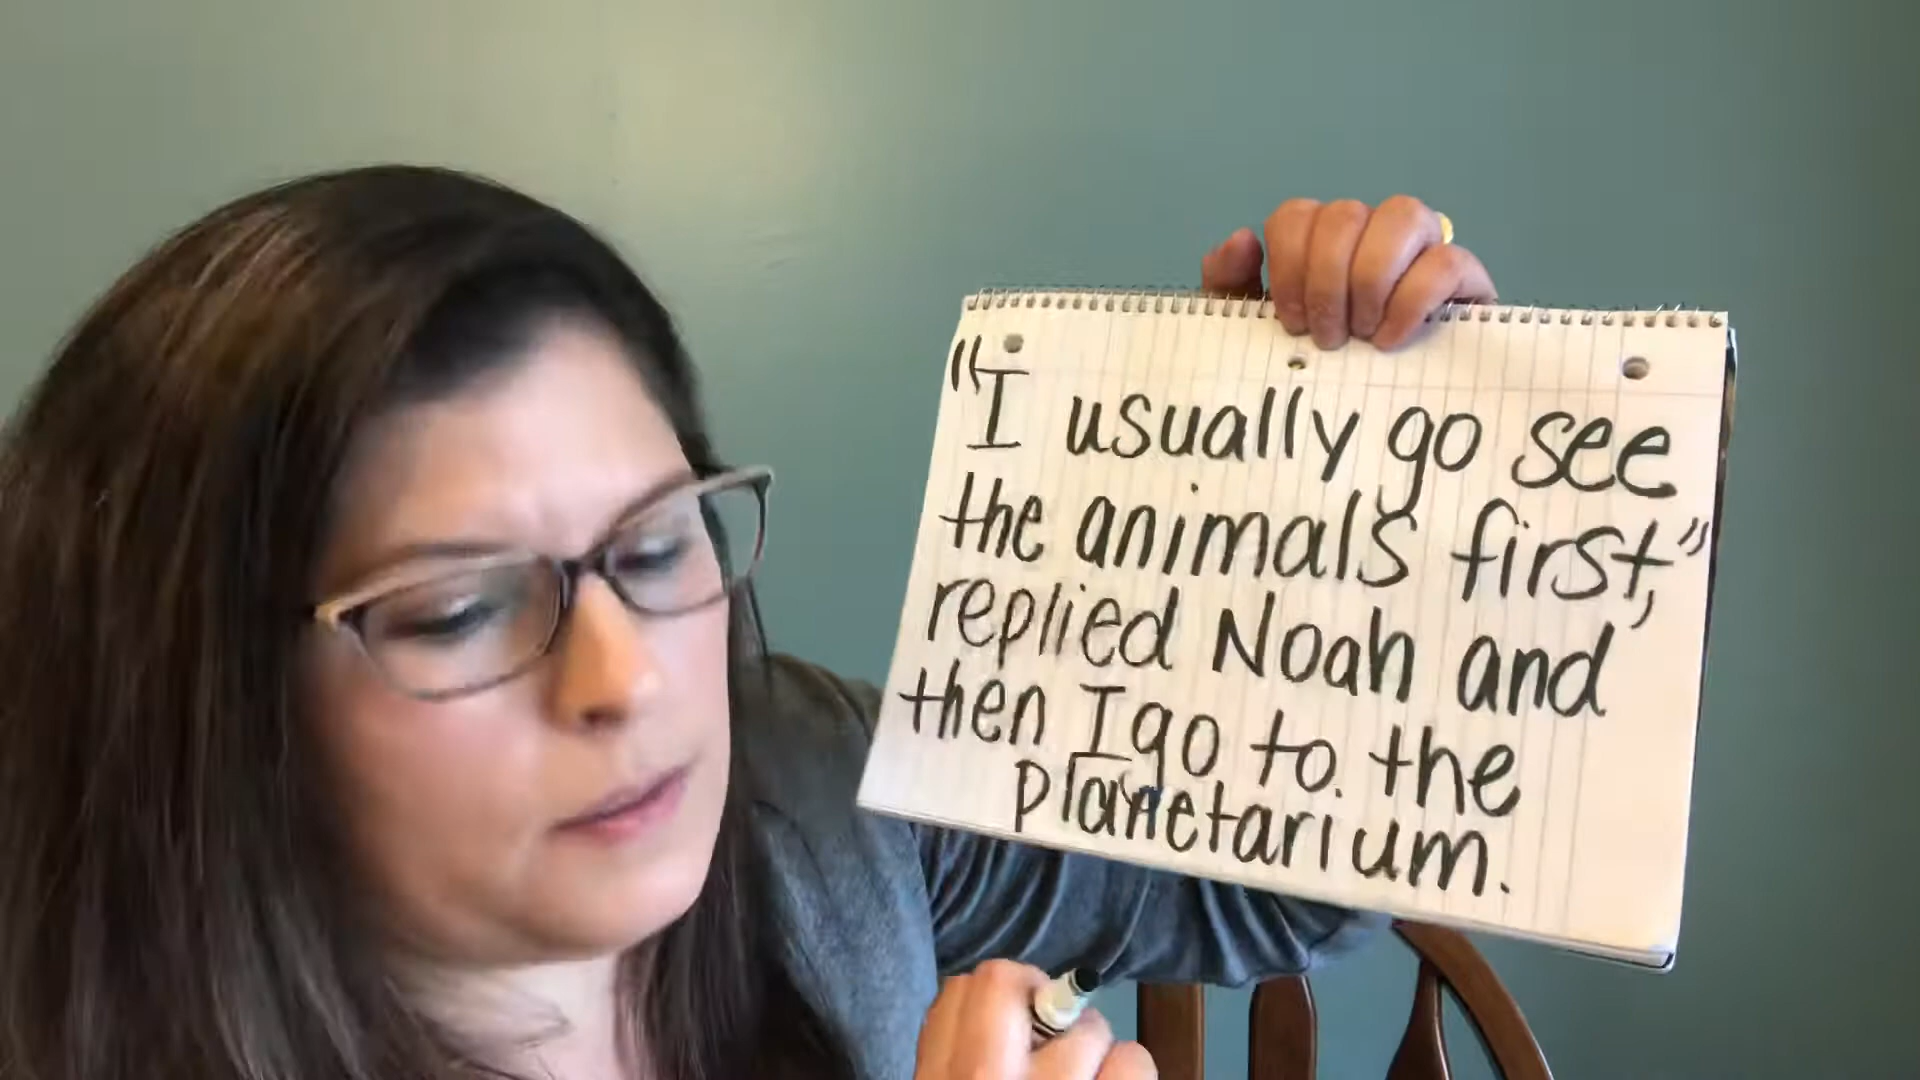 "I usually go see
the animals first,"
replied Noah and
then I go to the
planetarium.